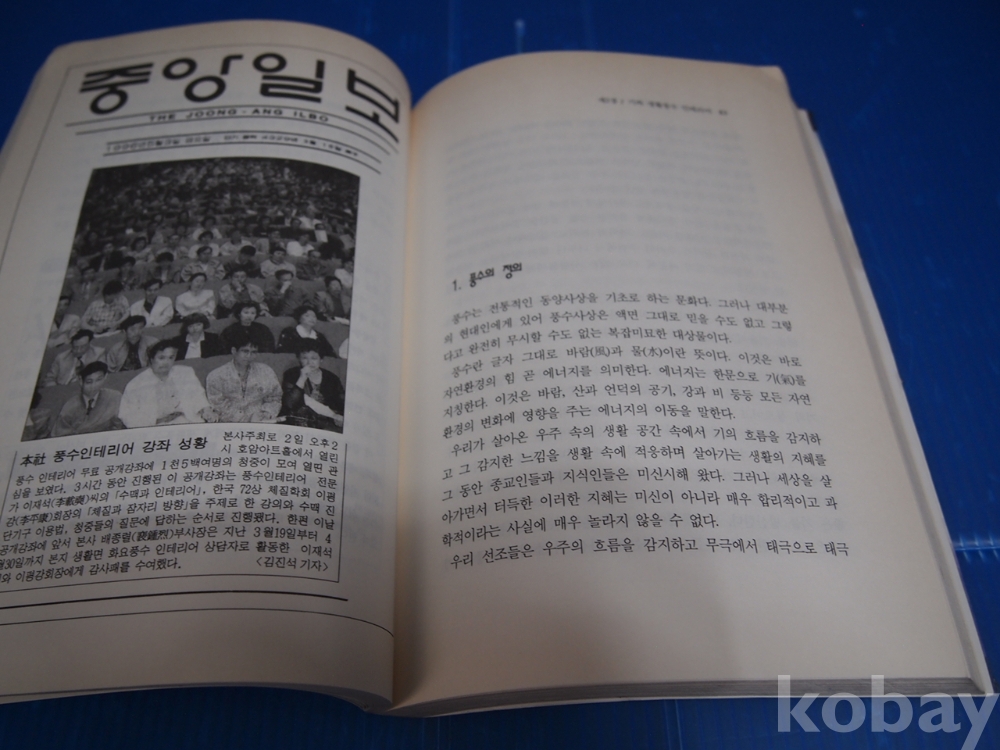 중앙일보
THE JOONG-ANG ILBO
本社 풍수인테리어 강좌 성황
본사주최로 2일 오후2
시 호암아트홀에서 열린
풍수 인테리어 무료 공개강좌에 1천5백여명의 청중이 모여 열띤 관
심을 보였다. 3시간 동안 진행된 이 공개강좌는 풍수인테리어 전문
가 이재석(李載奭)씨의 「수맥과 인테리어」, 한국 72상 체질학회 이평
강(李平康)회장의 「체질과 잠자리 방향」을 주제로 한 강의와 수맥 진
단기구 이용법, 청중들의 질문에 답하는 순서로 진행됐다. 한편 이날
공개강좌에 앞서 본사 배종렬 부사장은 지난 3월19일부터 4
월30일까지 본지 생활면 화요풍수 인테리어 상담자로 활동한 이재석
씨와 이평강회장에게 감사패를 수여했다. <김진석 기자>
1. 풍수의 정의
풍수는 전통적인 동양사상을 기초로 하는 문화다. 그러나 대부분
의 현대인에게 있어 풍수사상은 액면 그대로 믿을 수도 없고 그렇
다고 완전히 무시할 수도 없는 복잡미묘한 대상물이다.
풍수란 글자 그대로 바람(風)과 물(水)이란 뜻이다. 이것은 바로
자연환경의 힘 곧 에너지를 의미한다. 에너지는 한문으로 기(氣)를
지칭한다. 이것은 바람, 산과 언덕의 공기, 강과 비 등등 모든 자연
환경의 변화에 영향을 주는 에너지의 이동을 말한다.
우리가 살아온 우주 속의 생활 공간 속에서 기의 흐름을 감지하
고 그 감지한 느낌을 생활 속에 적응하며 살아가는 생활의 지혜를
그 동안 종교인들과 지식인들은 미신시해 왔다. 그러나 세상을 살
아가면서 터득한 이러한 지혜는 미신이 아니라 매우 합리적이고 과
학적이라는 사실에 매우 놀라지 않을 수 없다.
우리 선조들은 우주의 흐름을 감지하고 무극에서 태극으로 태극
kobay